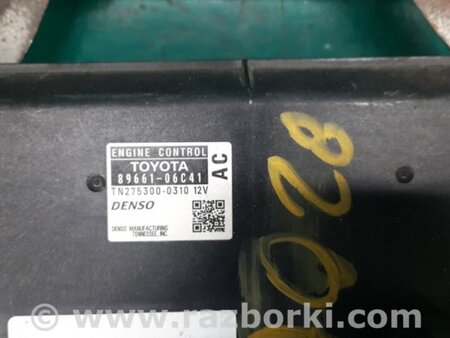 ENGINE CONTROL
TOYOTA
89661-06C41
AC
TN275300-0310 12V
DENSO
DENSO MANUFACTURING
TENNESSEE, INC.
028
www.razborki.com